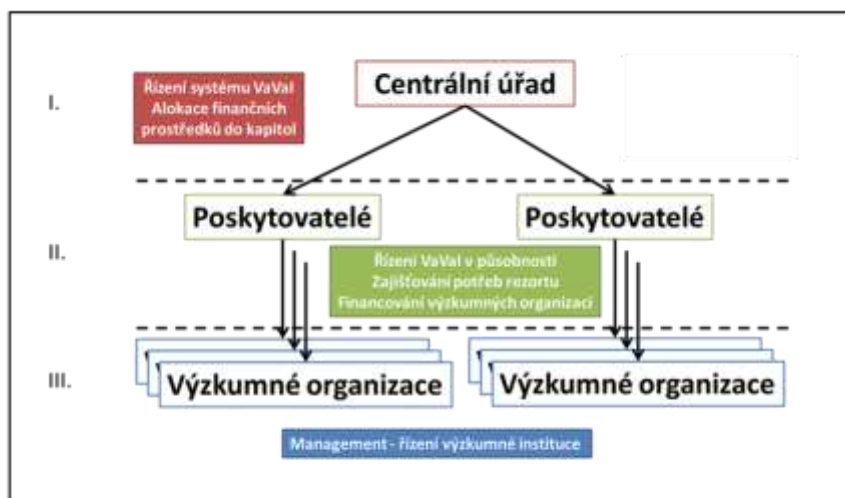 Řízení systému VaVaI
Alokace finančních
prostředků do kapitol
Centrální úřad
I.
Poskytovatelé
Poskytovatelé
II.
Řízení VaVaI v působnosti
Zajišťování potřeb rezortu
Financování výzkumných organizací
III.
Výzkumné organizace
Výzkumné organizace
Management - řízení výzkumné instituce